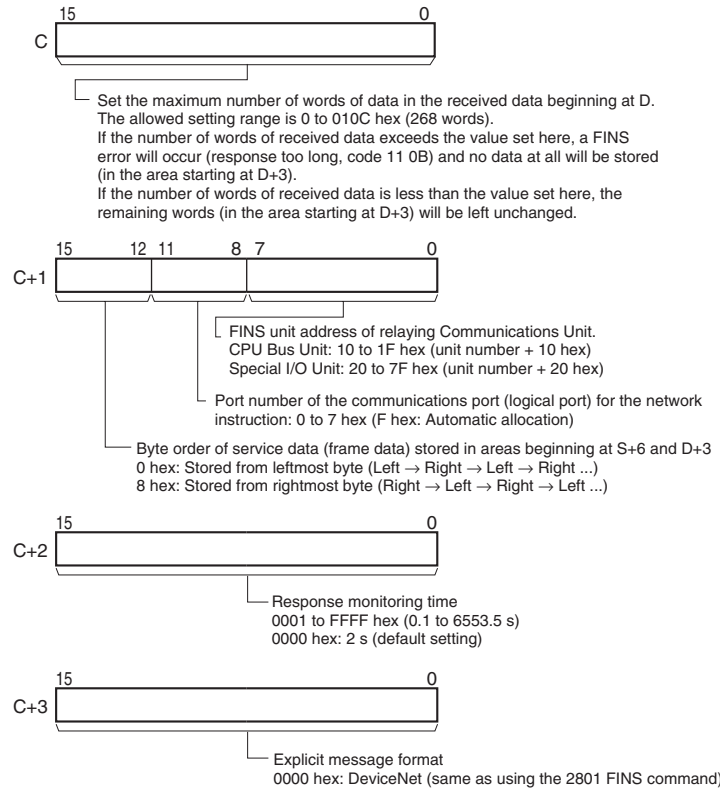 15 0
C
Set the maximum number of words of data in the received data beginning at D.
The allowed setting range is 0 to 010C hex (268 words).
If the number of words of received data exceeds the value set here, a FINS
error will occur (response too long, code 11 0B) and no data at all will be stored
(in the area starting at D+3).
If the number of words of received data is less than the value set here, the
remaining words (in the area starting at D+3) will be left unchanged.
15 12 11 8 7 0
C+1
FINS unit address of relaying Communications Unit.
CPU Bus Unit: 10 to 1F hex (unit number + 10 hex)
Special I/O Unit: 20 to 7F hex (unit number + 20 hex)
Port number of the communications port (logical port) for the network
instruction: 0 to 7 hex (F hex: Automatic allocation)
Byte order of service data (frame data) stored in areas beginning at S+6 and D+3
0 hex: Stored from leftmost byte (Left → Right → Left → Right ...)
8 hex: Stored from rightmost byte (Right → Left → Right → Left ...)
15 0
C+2
Response monitoring time
0001 to FFFF hex (0.1 to 6553.5 s)
0000 hex: 2 s (default setting)
15 0
C+3
Explicit message format
0000 hex: DeviceNet (same as using the 2801 FINS command)